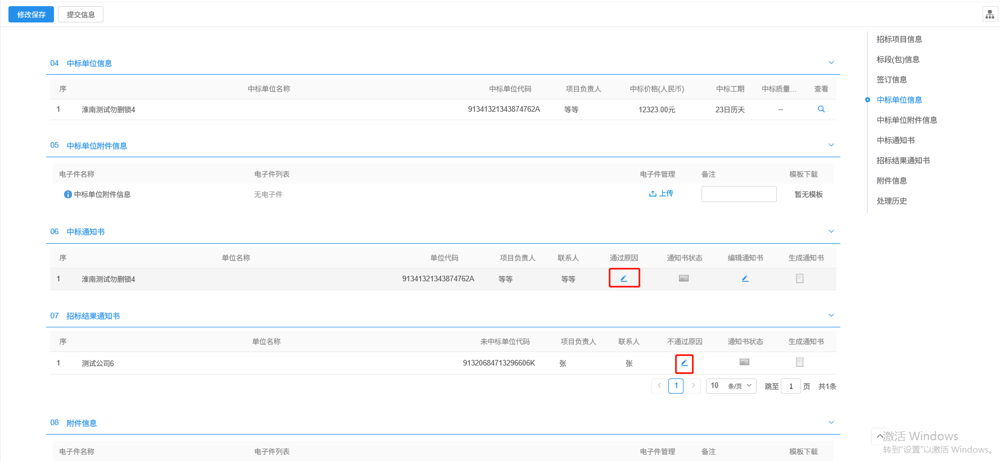 修改保存 提交信息
招标项目信息
标段(包)信息
签订信息
中标单位信息
中标单位附件信息
中标通知书
招标结果通知书
附件信息
处理历史
04 中标单位信息
序 中标单位名称 中标单位代码 项目负责人 中标价格(人民币) 中标工期 中标质量... 查看
1 淮南测试勿删锁4 91341321343874762A 等等 12323.00元 23日历天 --
05 中标单位附件信息
电子件名称 电子件列表 电子件管理 备注 模板下载
中标单位附件信息 无电子件 上传 暂无模板
06 中标通知书
序 单位名称 单位代码 项目负责人 联系人 通过原因 通知书状态 编辑通知书 生成通知书
1 淮南测试勿删锁4 91341321343874762A 等等 等等
07 招标结果通知书
序 单位名称 未中标单位代码 项目负责人 联系人 不通过原因 通知书状态 生成通知书
1 测试公司6 91320684713296606K 张 张
1 10 条/页 跳至 1 页 共1条
08 附件信息
电子件名称 电子件列表 电子件管理 备注 模板下载
激活 Windows
转到"设置"以激活 Windows。